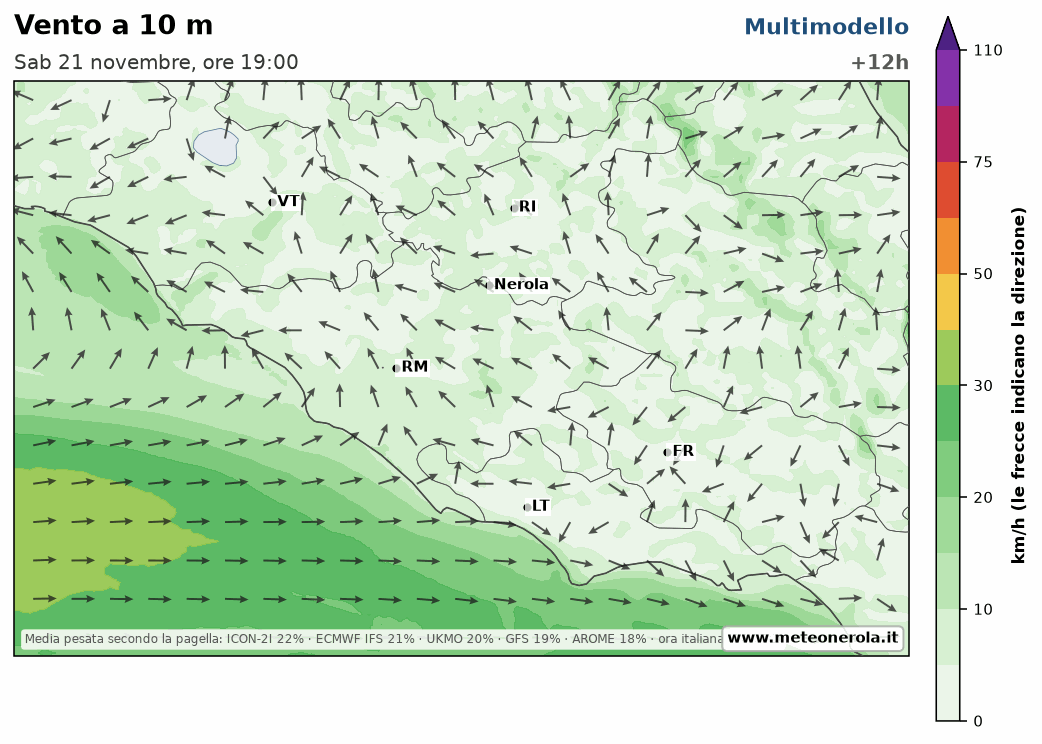 Vento a 10 m
Multimodello
Sab 21 novembre, ore 19:00
+12h
VT
RI
Nerola
RM
FR
LT
Media pesata secondo la pagella: ICON-2I 22% · ECMWF IFS 21% · UKMO 20% · GFS 19% · AROME 18% · ora italiana
www.meteonerola.it
110
75
50
30
20
10
0
km/h (le frecce indicano la direzione)